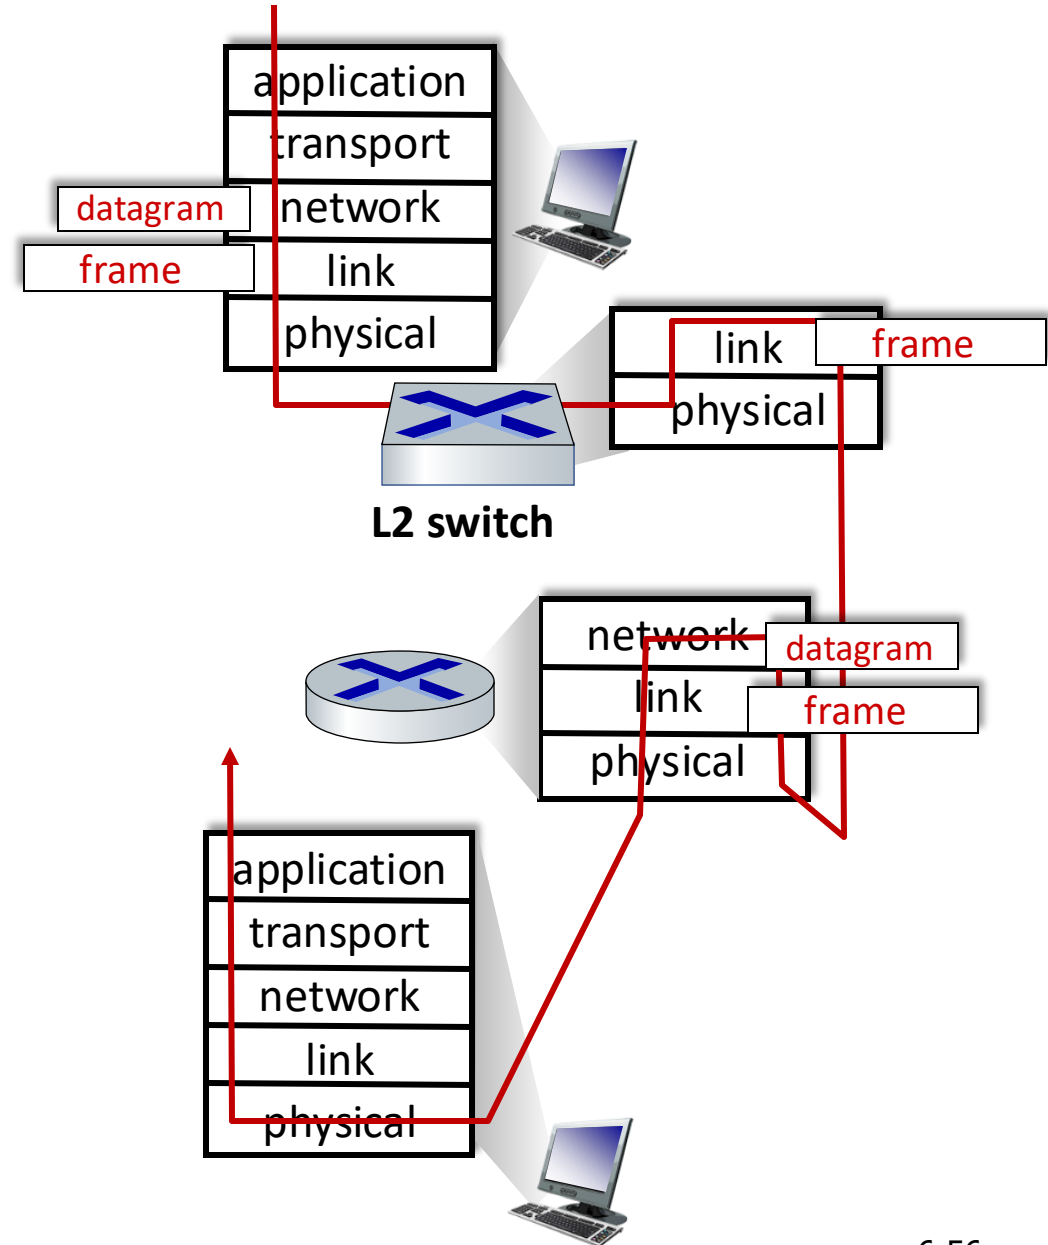 application
transport
datagram
network
frame
link
physical
link
frame
physical
L2 switch
network
datagram
link
frame
physical
application
transport
network
link
physical